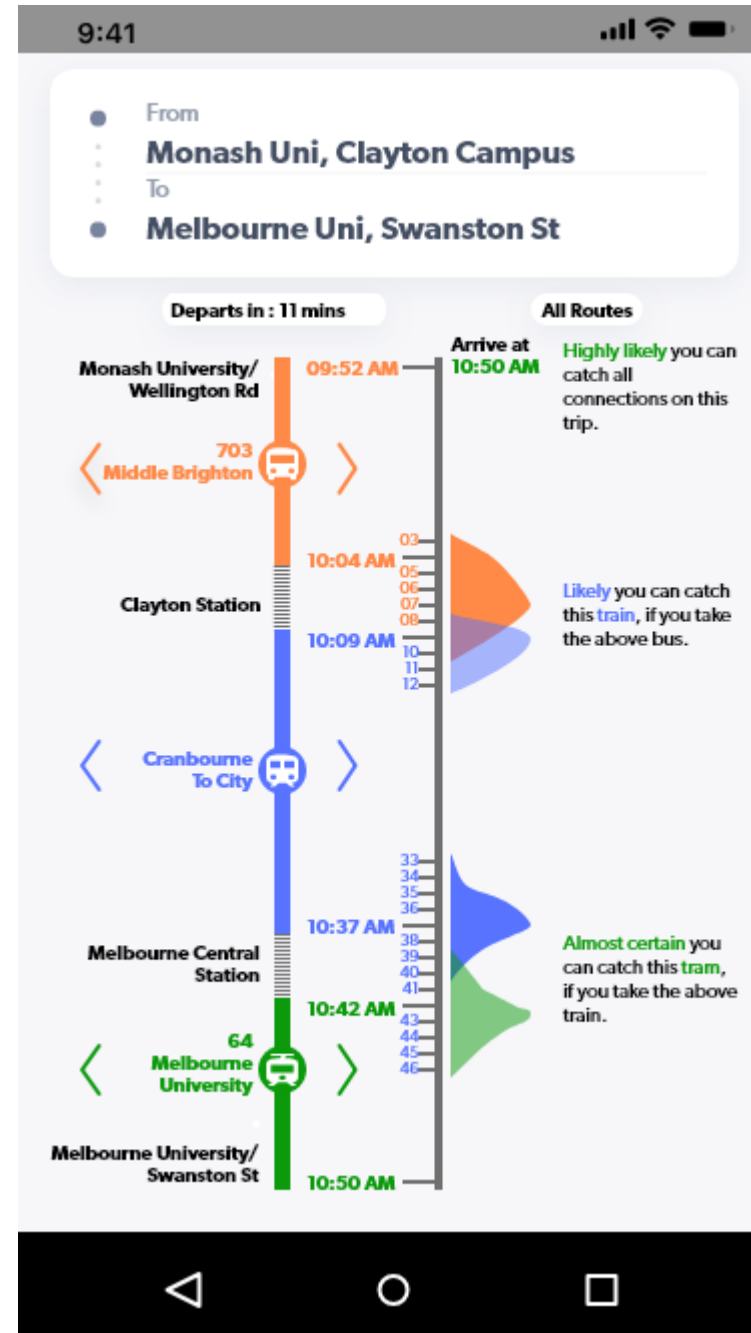 9:41
From
Monash Uni, Clayton Campus
To
Melbourne Uni, Swanston St
Departs in : 11 mins
All Routes
Monash University/
Wellington Rd
09:52 AM
Arrive at
10:50 AM
Highly likely you can
catch all
connections on this
trip.
703
Middle Brighton
03
10:04 AM
05
06
07
08
Clayton Station
10:09 AM
10
11
12
Likely you can catch
this train, if you take
the above bus.
Cranbourne
To City
33
34
35
36
10:37 AM
38
39
40
41
Melbourne Central
Station
Almost certain you
can catch this tram,
if you take the above
train.
10:42 AM
43
44
45
46
64
Melbourne
University
Melbourne University/
Swanston St
10:50 AM